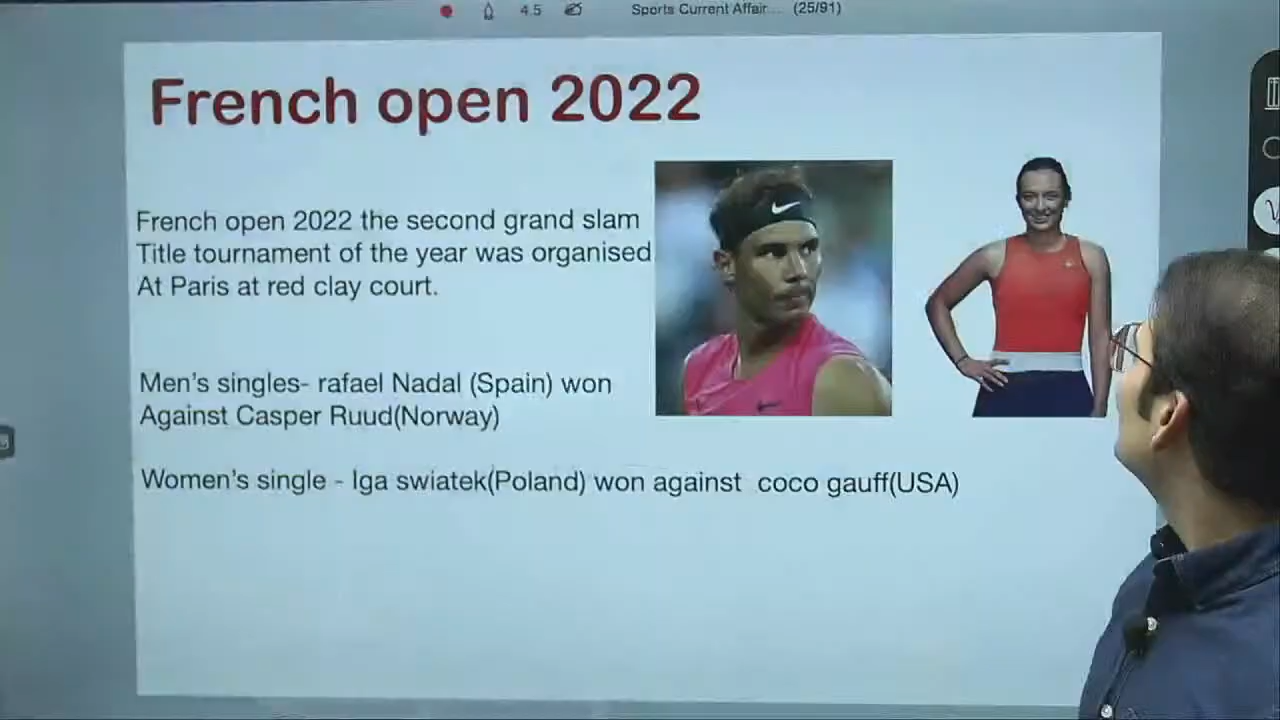 4.5 Sports Current Affair... (25/91)
French open 2022
French open 2022 the second grand slam
Title tournament of the year was organised
At Paris at red clay court.
Men's singles- rafael Nadal (Spain) won
Against Casper Ruud(Norway)
Women's single - Iga swiatek(Poland) won against coco gauff(USA)